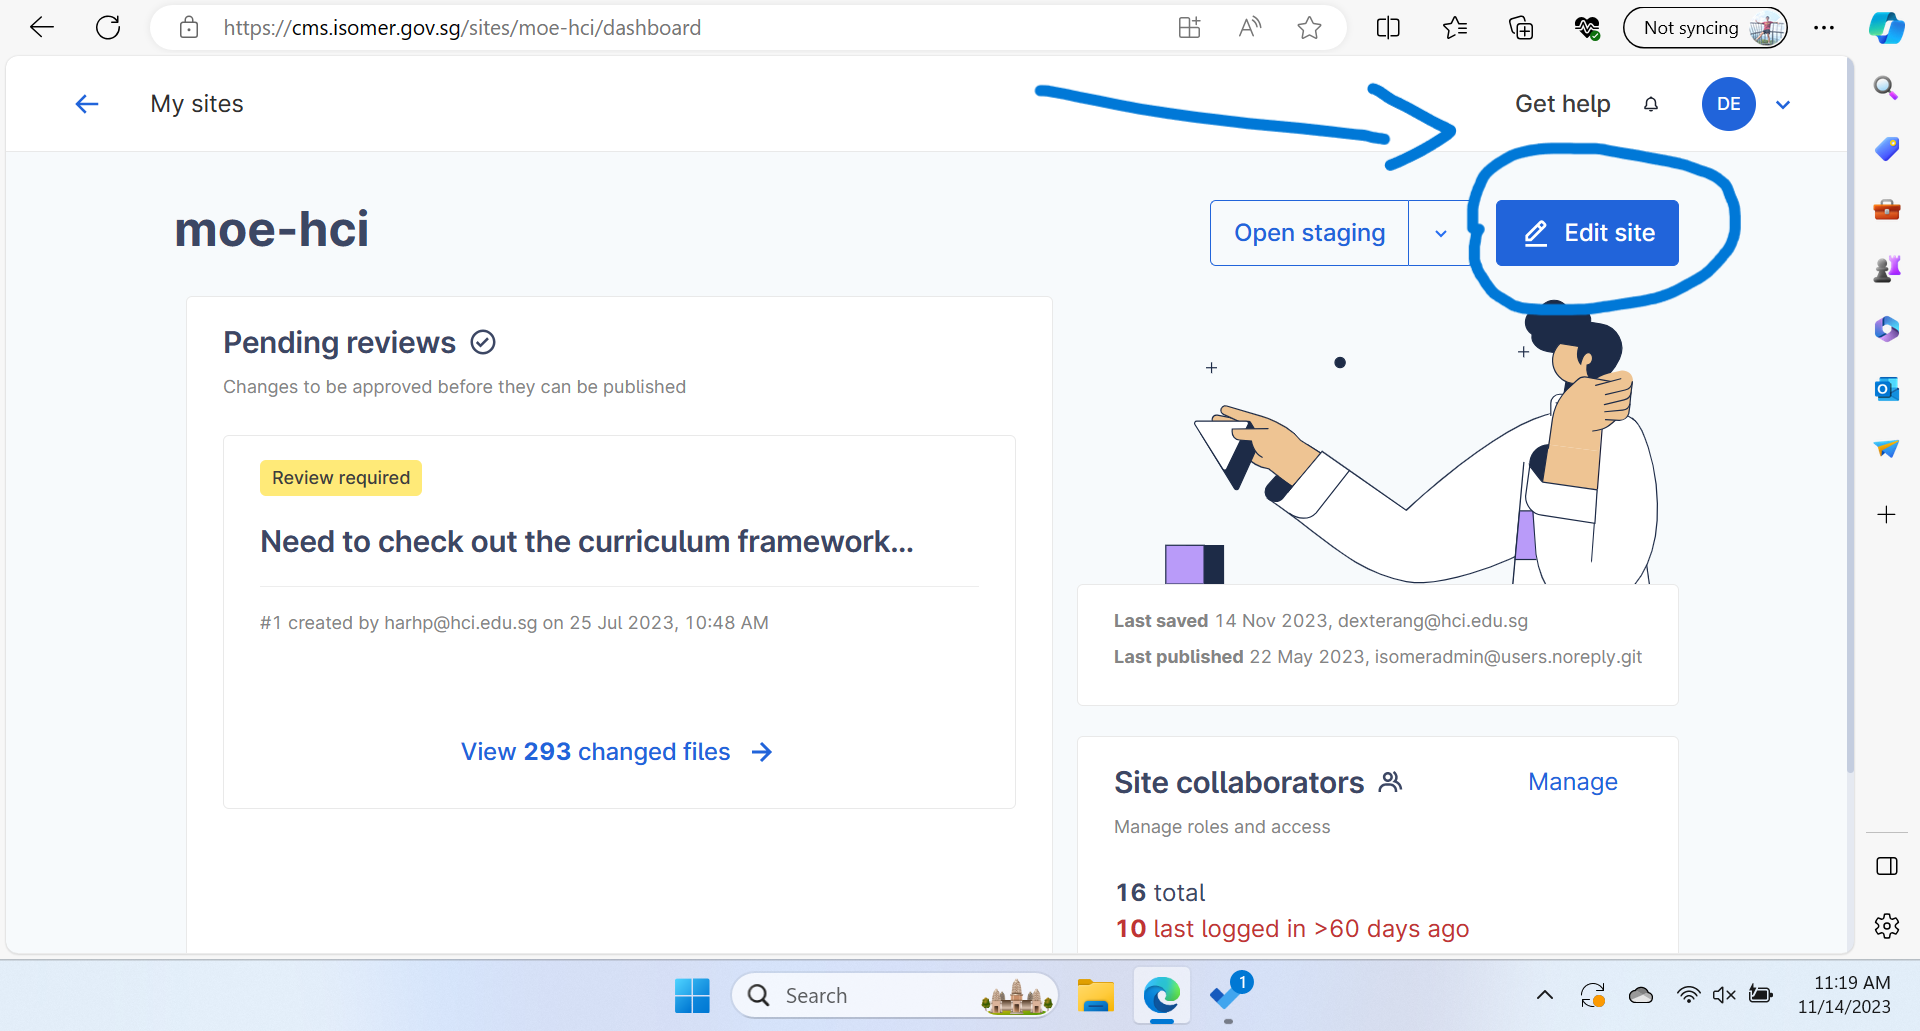 https://cms.isomer.gov.sg/sites/moe-hci/dashboard
Not syncing
My sites
Get help
DE
moe-hci
Open staging
Edit site
Pending reviews
Changes to be approved before they can be published
Review required
Need to check out the curriculum framework...
#1 created by harhp@hci.edu.sg on 25 Jul 2023, 10:48 AM
View 293 changed files
Last saved 14 Nov 2023, dexterang@hci.edu.sg
Last published 22 May 2023, isomeradmin@users.noreply.git
Site collaborators
Manage
Manage roles and access
16 total
10 last logged in >60 days ago
Search
1
11:19 AM
11/14/2023